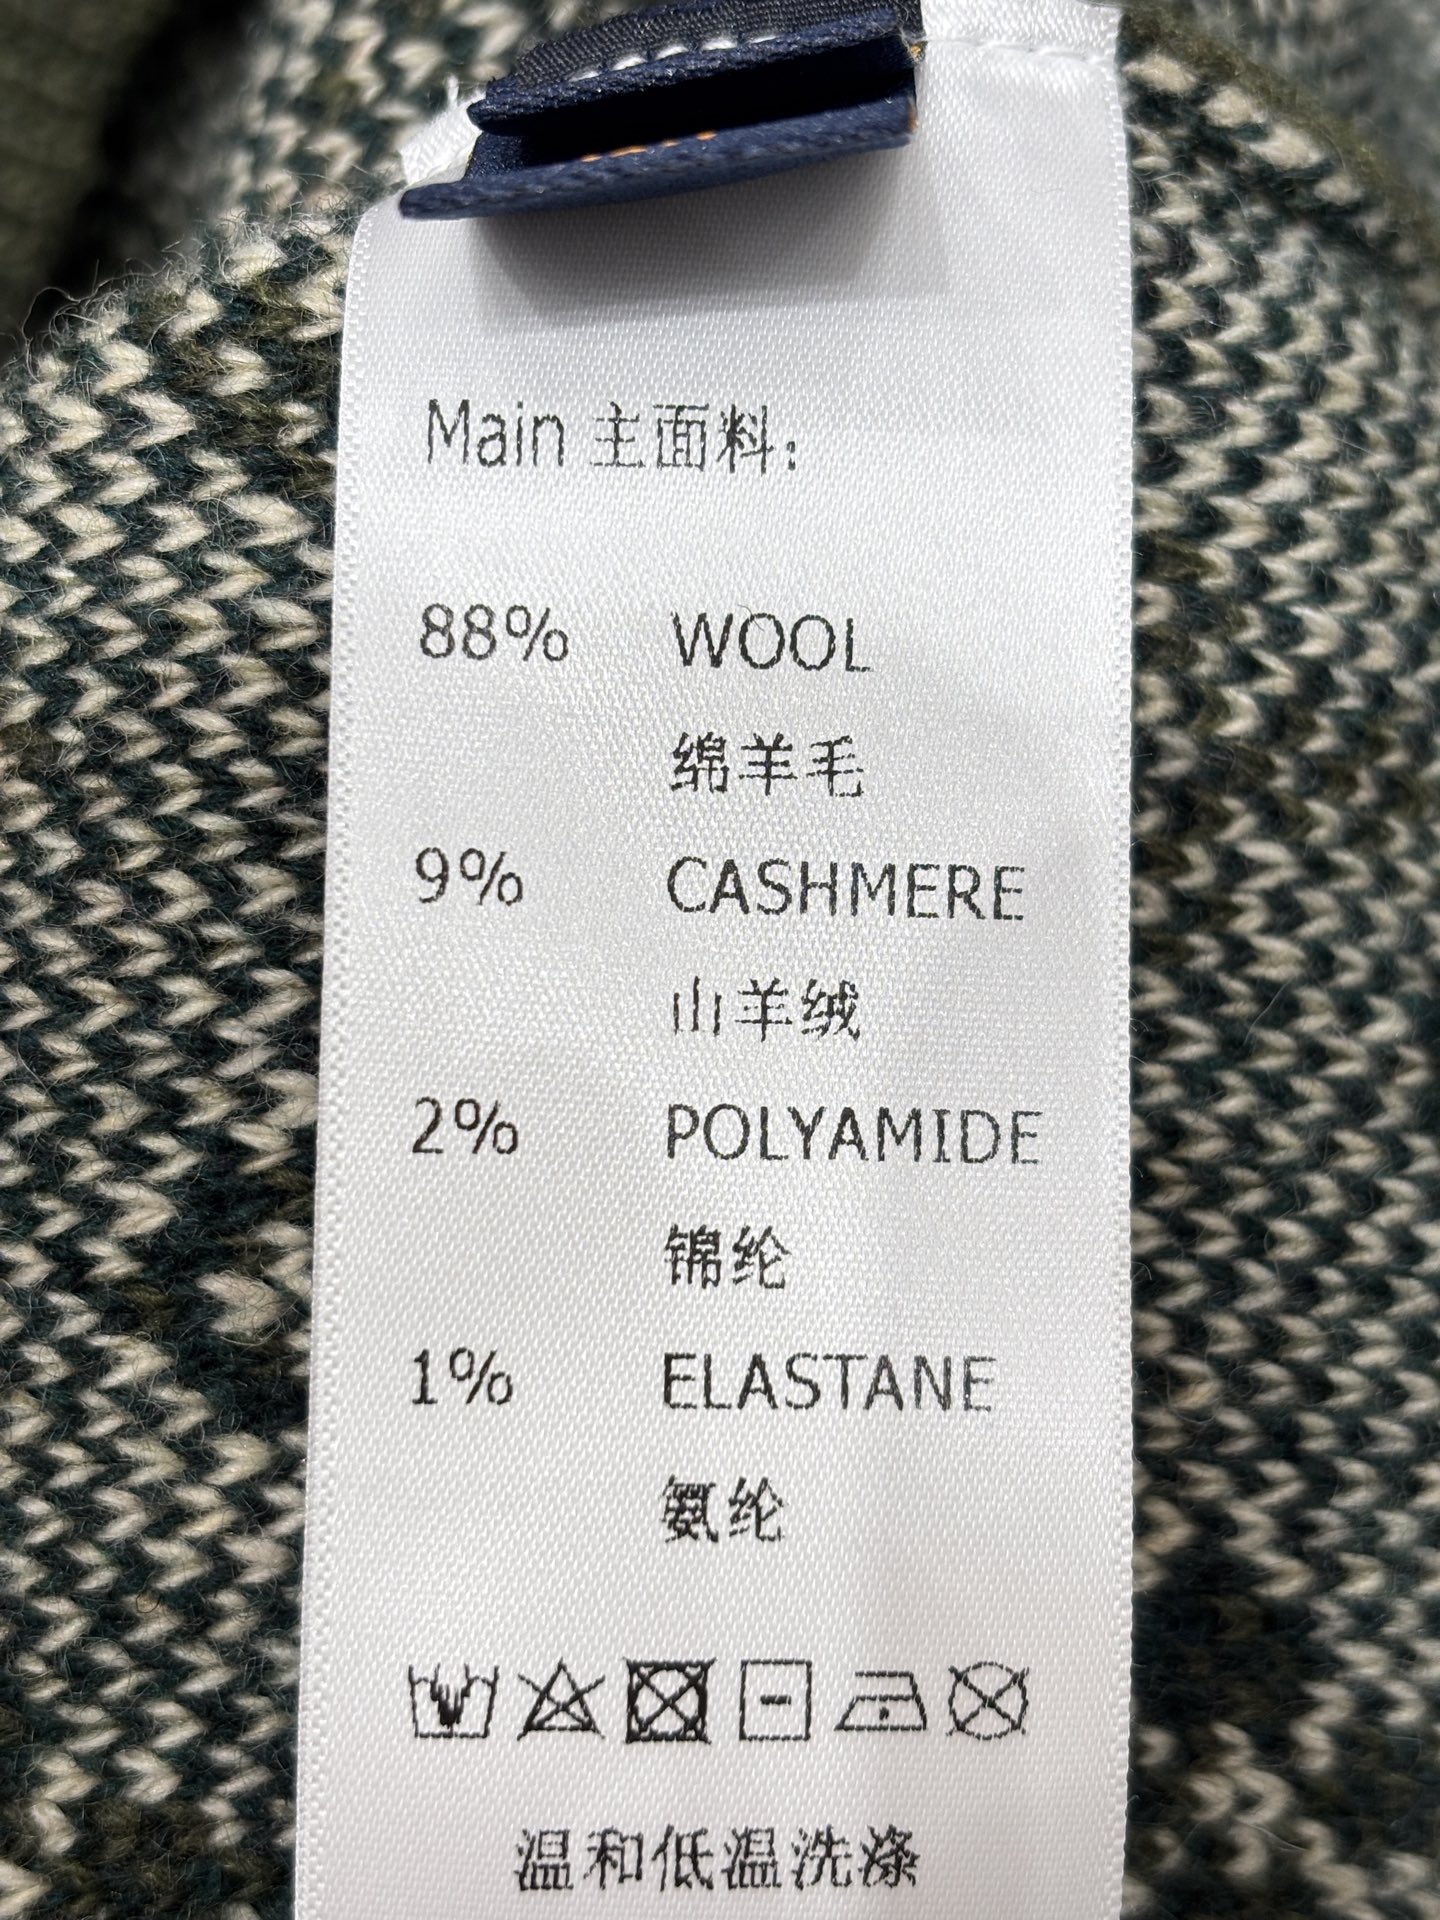 Main 主面料:
88% WOOL
绵羊毛
9% CASHMERE
山羊绒
2% POLYAMIDE
锦纶
1% ELASTANE
氨纶
温和低温洗涤